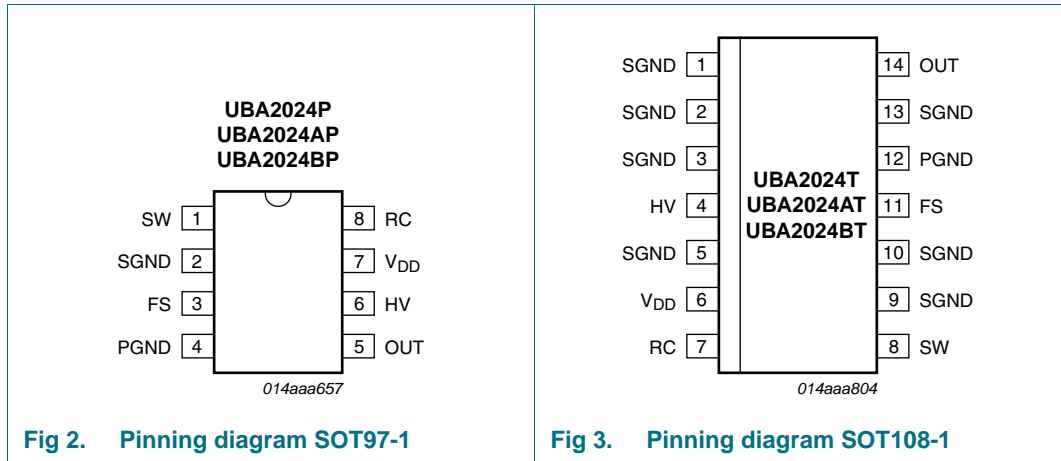 UBA2024P
UBA2024AP
UBA2024BP
SW 1 8 RC
SGND 2 7 VDD
FS 3 6 HV
PGND 4 5 OUT
014aaa657
Fig 2. Pinning diagram SOT97-1
SGND 1 14 OUT
SGND 2 13 SGND
SGND 3 12 PGND
UBA2024T
HV 4 UBA2024AT 11 FS
UBA2024BT
SGND 5 10 SGND
VDD 6 9 SGND
RC 7 8 SW
014aaa804
Fig 3. Pinning diagram SOT108-1